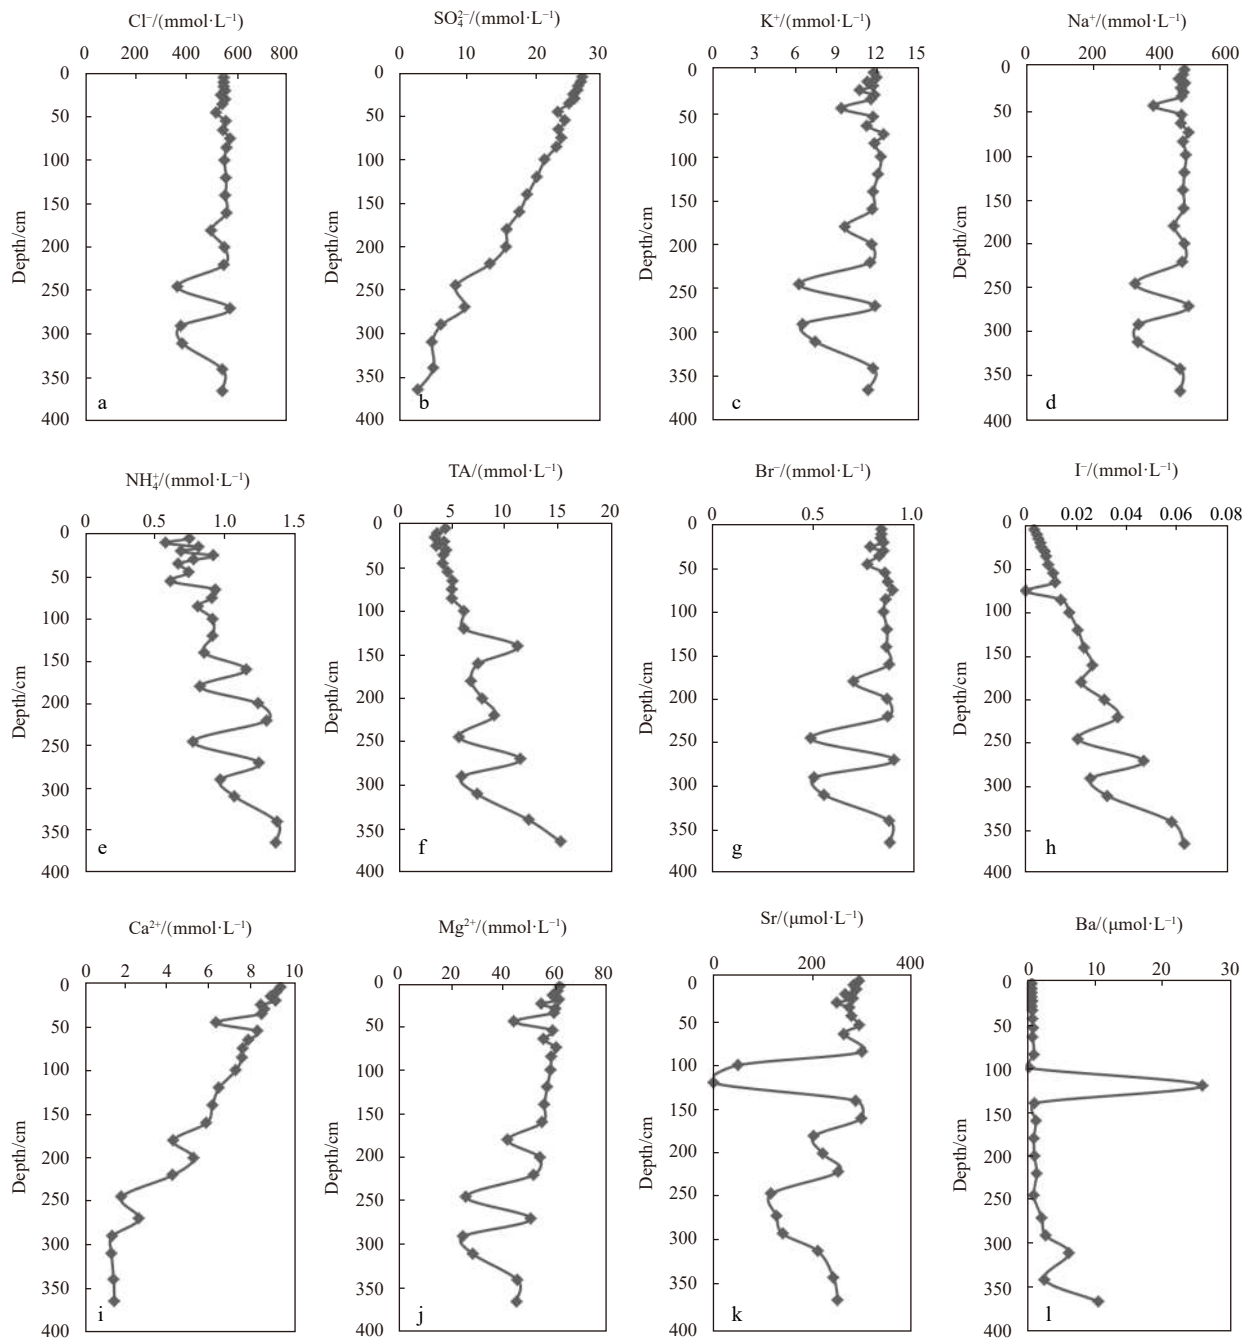 Cl⁻/(mmol·L⁻¹)
0 200 400 600 800
0
50
100
150
200
250
300
350
400
Depth/cm
a
SO₄²⁻/(mmol·L⁻¹)
0 10 20 30
0
50
100
150
200
250
300
350
400
Depth/cm
b
K⁺/(mmol·L⁻¹)
0 3 6 9 12 15
0
50
100
150
200
250
300
350
400
Depth/cm
c
Na⁺/(mmol·L⁻¹)
0 200 400 600
0
50
100
150
200
250
300
350
400
Depth/cm
d
NH₄⁺/(mmol·L⁻¹)
0 0.5 1.0 1.5
0
50
100
150
200
250
300
350
400
Depth/cm
e
TA/(mmol·L⁻¹)
0 5 10 15 20
0
50
100
150
200
250
300
350
400
Depth/cm
f
Br⁻/(mmol·L⁻¹)
0 0.5 1.0
0
50
100
150
200
250
300
350
400
Depth/cm
g
I⁻/(mmol·L⁻¹)
0 0.02 0.04 0.06 0.08
0
50
100
150
200
250
300
350
400
Depth/cm
h
Ca²⁺/(mmol·L⁻¹)
0 2 4 6 8 10
0
50
100
150
200
250
300
350
400
Depth/cm
i
Mg²⁺/(mmol·L⁻¹)
0 20 40 60 80
0
50
100
150
200
250
300
350
400
Depth/cm
j
Sr/(μmol·L⁻¹)
0 200 400
0
50
100
150
200
250
300
350
400
Depth/cm
k
Ba/(μmol·L⁻¹)
0 10 20 30
0
50
100
150
200
250
300
350
400
Depth/cm
l